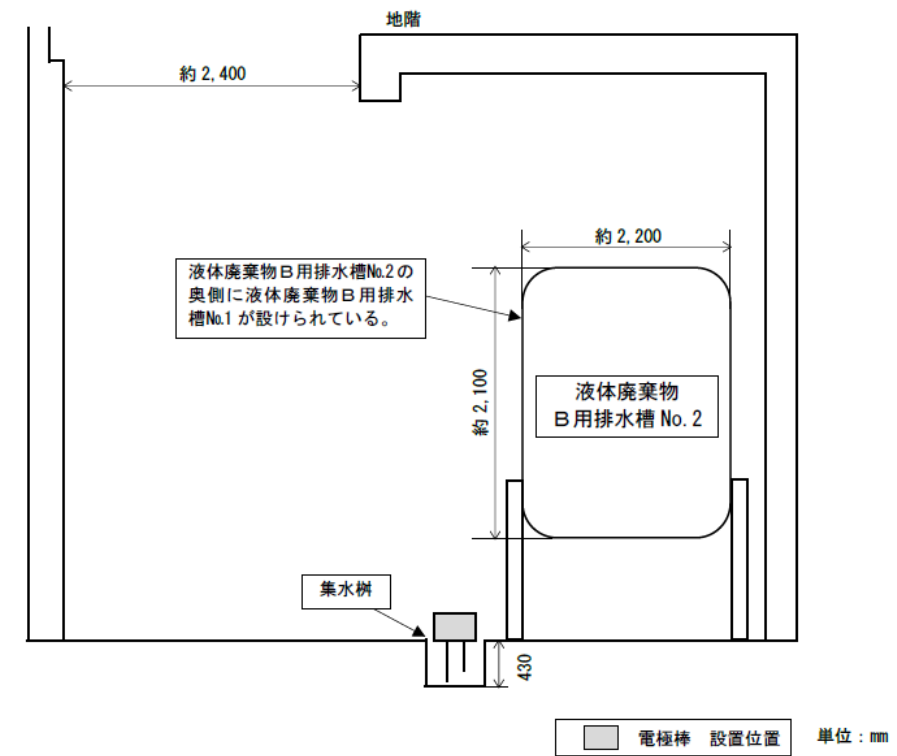 地階
約2,400
約2,200
液体廃棄物B用排水槽№2の
奥側に液体廃棄物B用排水
槽№1が設けられている。
約2,100
液体廃棄物
B用排水槽No.2
集水桝
430
電極棒 設置位置
単位:㎜